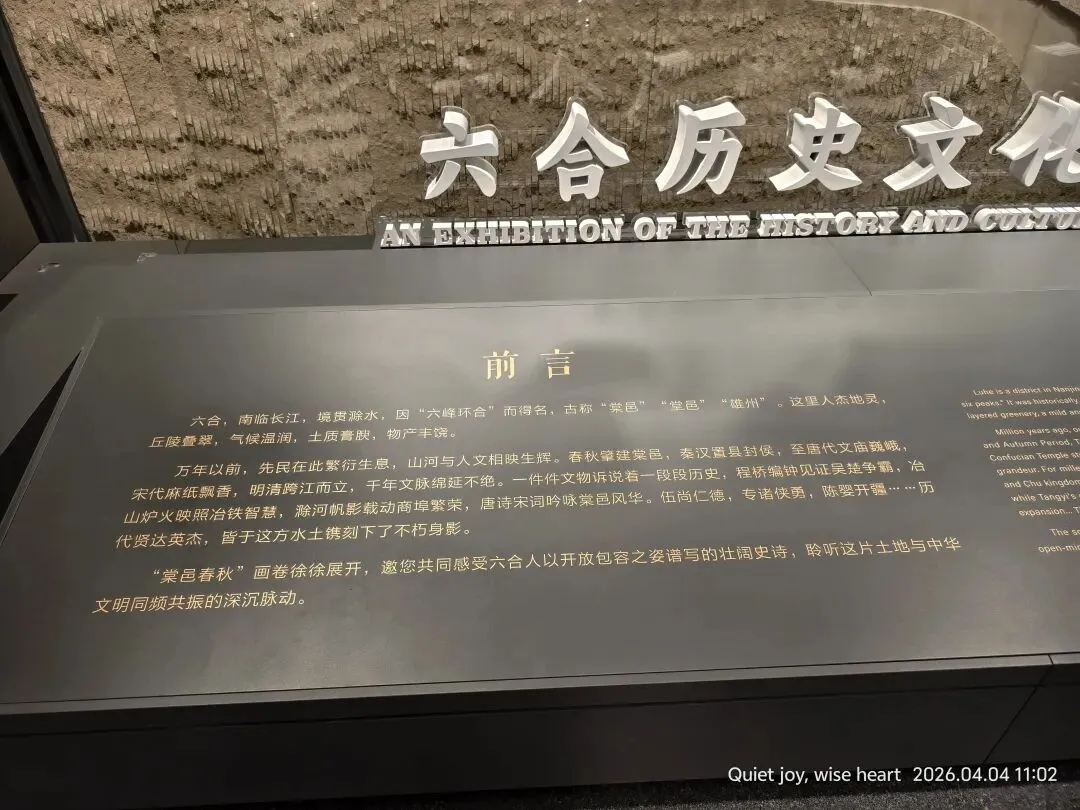 六合历史文化
AN EXHIBITION OF THE HISTORY AND CULTU
前言
六合，南临长江，境贯滁水，因“六峰环合”而得名，古称“棠邑”“堂邑”“雄州”。这里人杰地灵，
丘陵叠翠，气候温润，土质膏腴，物产丰饶。
万年以前，先民在此繁衍生息，山河与人文相映生辉。春秋肇建棠邑，秦汉置县封侯，至唐代文庙巍峨，
宋代麻纸飘香，明清跨江而立，千年文脉绵延不绝。一件件文物诉说着一段段历史，程桥编钟见证吴楚争霸，冶
山炉火映照冶铁智慧，滁河帆影载动商埠繁荣，唐诗宋词吟咏棠邑风华。伍尚仁德，专诸侠勇，陈婴开疆……历
代贤达英杰，皆于这方水土镌刻下了不朽身影。
“棠邑春秋”画卷徐徐展开，邀您共同感受六合人以开放包容之姿谱写的壮阔史诗，聆听这片土地与中华
文明同频共振的深沉脉动。
Luhe is a district in Nanjin
six peaks." It was historically
layered greenery, a mild an
Million years ago, o
and Autumn Period, T
Confucian Temple st
grandeur. For mille
and Chu kingdom
while Tangyi's
expansion... T
The s
open-mi
Quiet joy, wise heart 2026.04.04 11:02